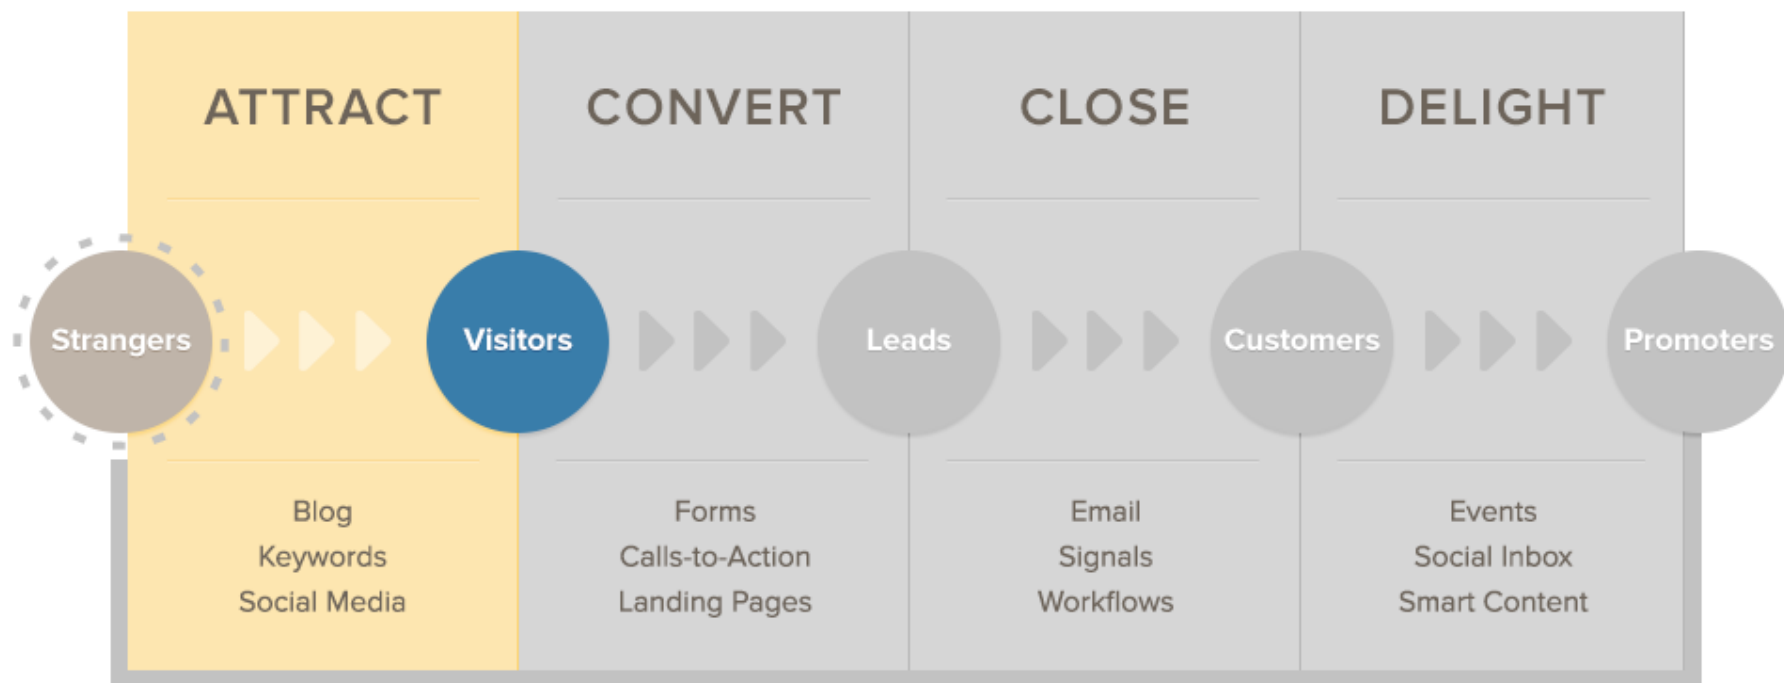 ATTRACT
CONVERT
CLOSE
DELIGHT
Strangers
Visitors
Leads
Customers
Promoters
Blog
Keywords
Social Media
Forms
Calls-to-Action
Landing Pages
Email
Signals
Workflows
Events
Social Inbox
Smart Content